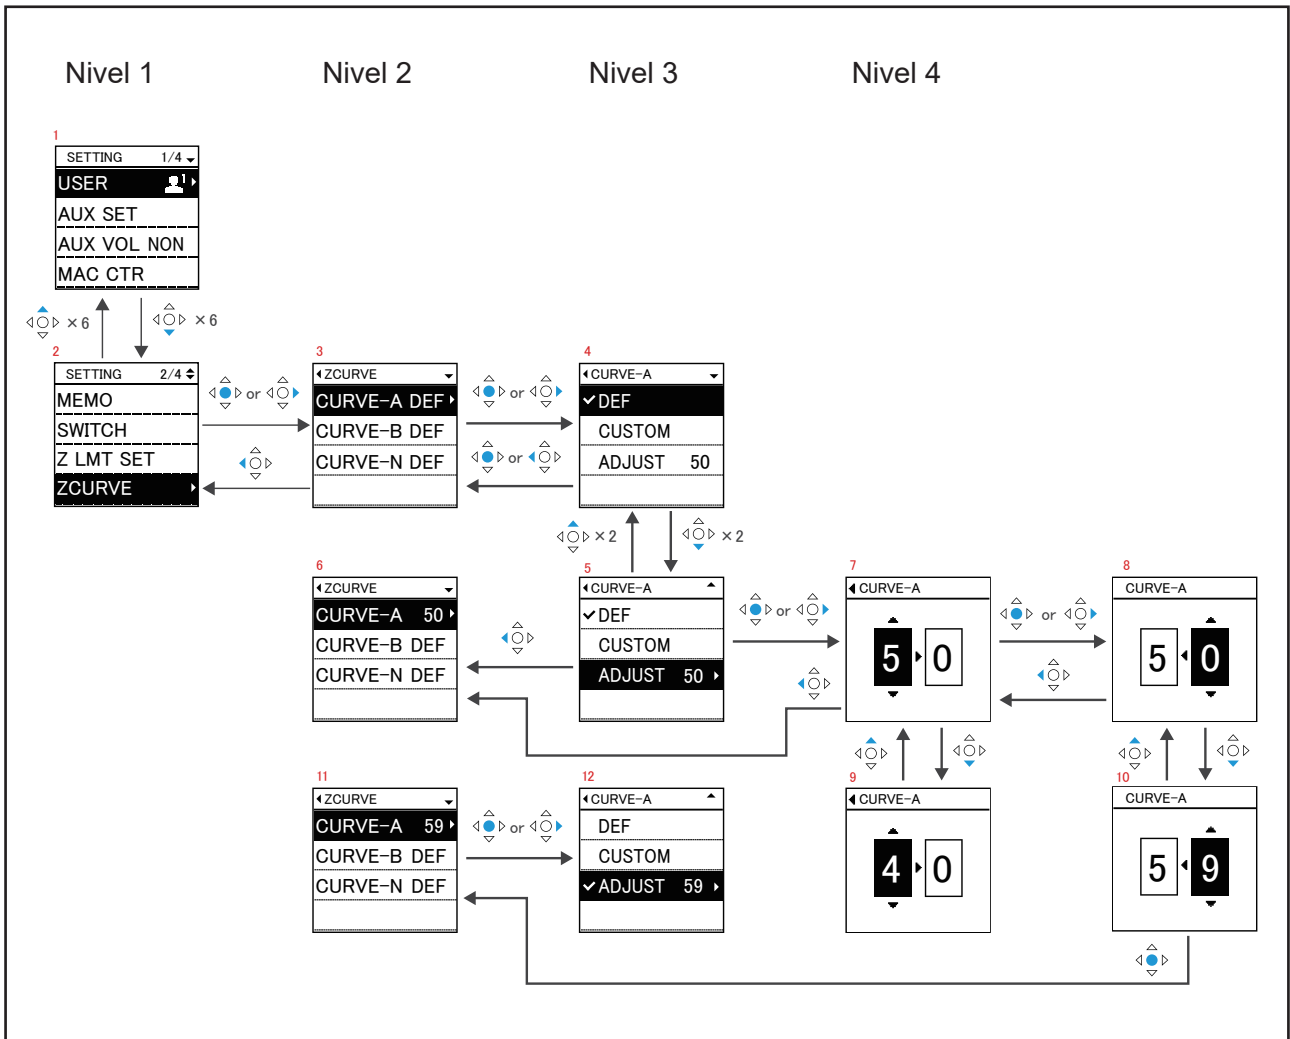 Nivel 1
Nivel 2
Nivel 3
Nivel 4
1
SETTING 1/4
USER 1
AUX SET
AUX VOL NON
MAC CTR
×6
×6
2
SETTING 2/4
MEMO
SWITCH
Z LMT SET
ZCURVE
or
3
ZCURVE
CURVE-A DEF
CURVE-B DEF
CURVE-N DEF
or
or
4
CURVE-A
DEF
CUSTOM
ADJUST 50
×2
×2
6
ZCURVE
CURVE-A 50
CURVE-B DEF
CURVE-N DEF
5
CURVE-A
DEF
CUSTOM
ADJUST 50
or
7
CURVE-A
5 0
or
8
CURVE-A
5 0
11
ZCURVE
CURVE-A 59
CURVE-B DEF
CURVE-N DEF
or
12
CURVE-A
DEF
CUSTOM
ADJUST 59
9
CURVE-A
4 0
10
CURVE-A
5 9